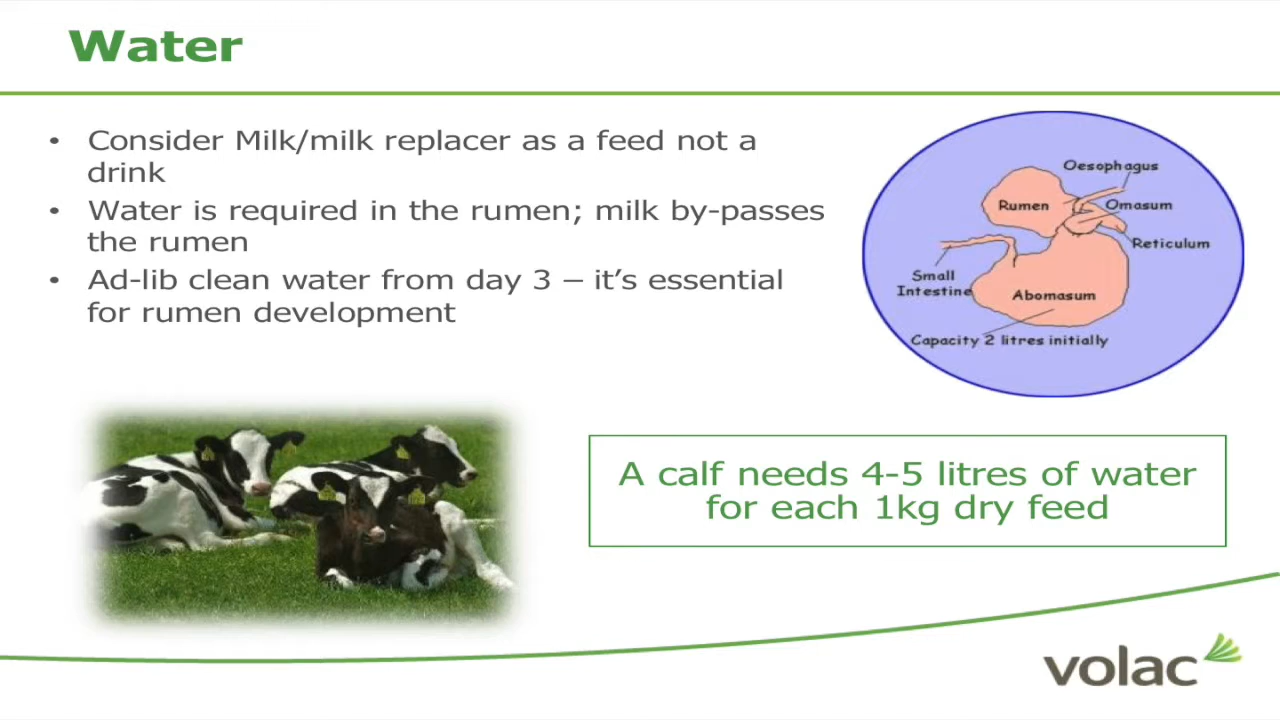 Water
• Consider Milk/milk replacer as a feed not a
drink
• Water is required in the rumen; milk by-passes
the rumen
• Ad-lib clean water from day 3 – it's essential
for rumen development
Oesophagus
Rumen
Omasum
Reticulum
Small
Intestine
Abomasum
Capacity 2 litres initially
A calf needs 4-5 litres of water
for each 1kg dry feed
volac